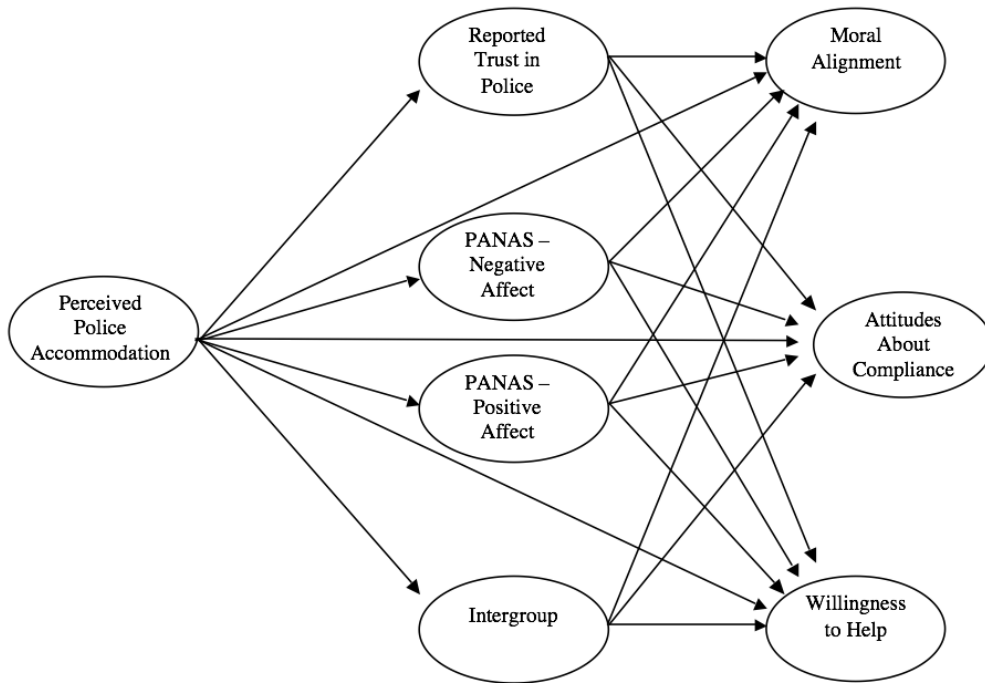 Perceived
Police
Accommodation
Reported
Trust in
Police
PANAS –
Negative
Affect
PANAS –
Positive
Affect
Intergroup
Moral
Alignment
Attitudes
About
Compliance
Willingness
to Help